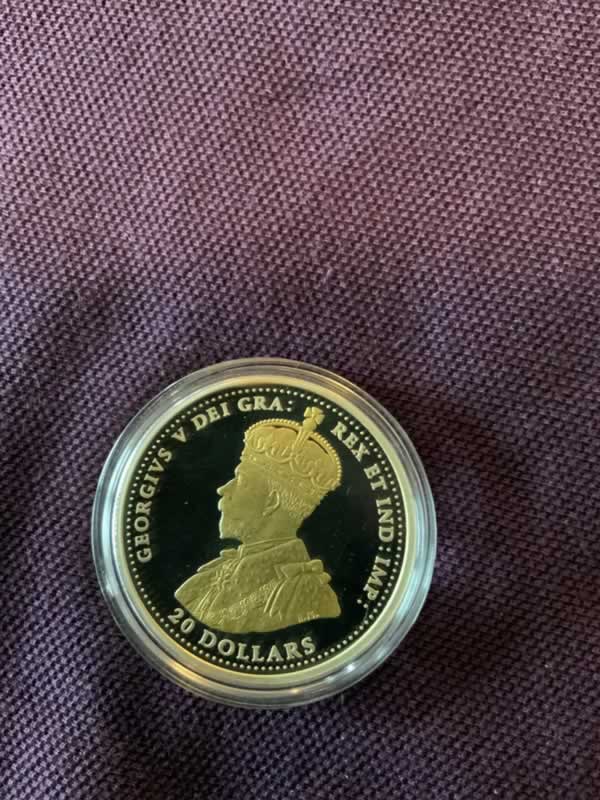 GEORGIVS V DEI GRA: REX ET IND: IMP:
20 DOLLARS